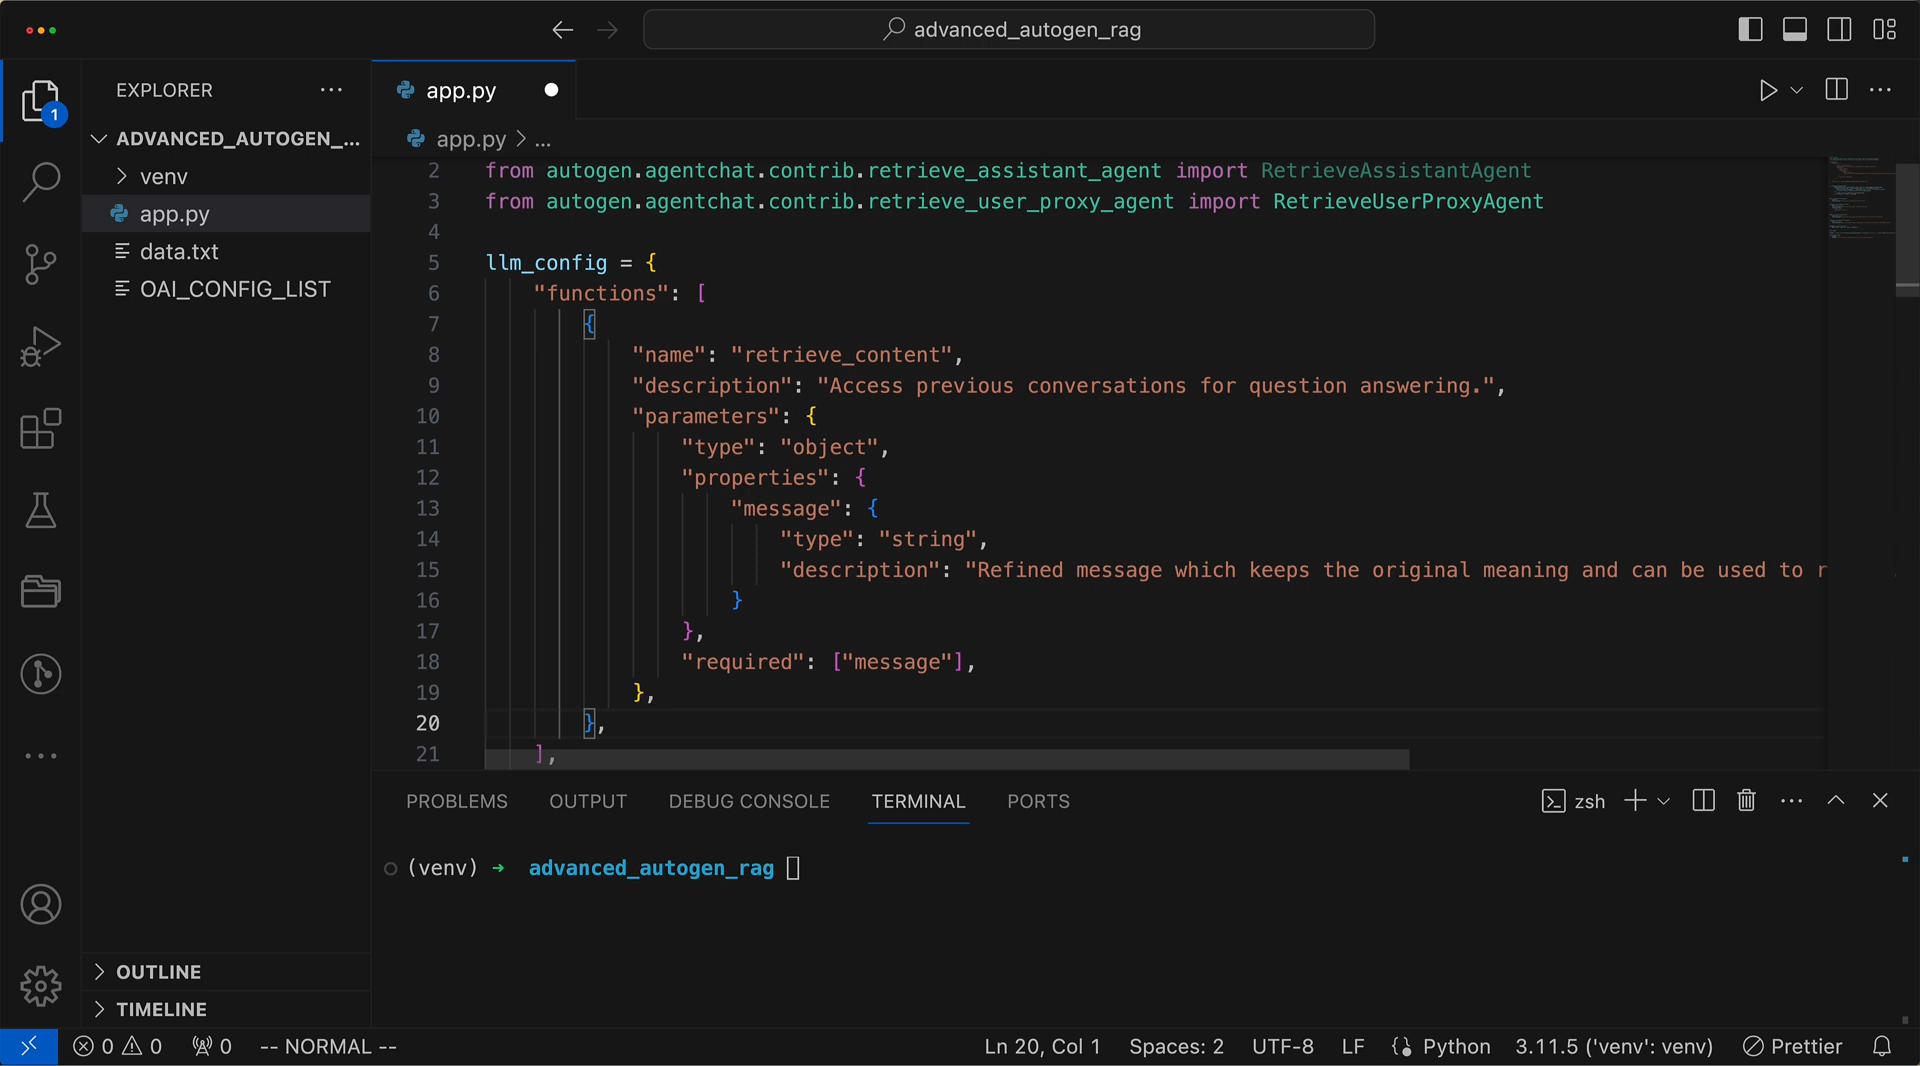 advanced_autogen_rag
EXPLORER
1
ADVANCED_AUTOGEN_...
venv
app.py
data.txt
OAI_CONFIG_LIST
OUTLINE
TIMELINE
app.py
app.py > ...
2 from autogen.agentchat.contrib.retrieve_assistant_agent import RetrieveAssistantAgent
3 from autogen.agentchat.contrib.retrieve_user_proxy_agent import RetrieveUserProxyAgent
4
5 llm_config = {
6 "functions": [
7 {
8 "name": "retrieve_content",
9 "description": "Access previous conversations for question answering.",
10 "parameters": {
11 "type": "object",
12 "properties": {
13 "message": {
14 "type": "string",
15 "description": "Refined message which keeps the original meaning and can be used to r
16 }
17 },
18 "required": ["message"],
19 },
20 },
21 ],
PROBLEMS OUTPUT DEBUG CONSOLE TERMINAL PORTS
zsh
(venv) → advanced_autogen_rag
0 0 0 -- NORMAL -- Ln 20, Col 1 Spaces: 2 UTF-8 LF Python 3.11.5 ('venv': venv) Prettier